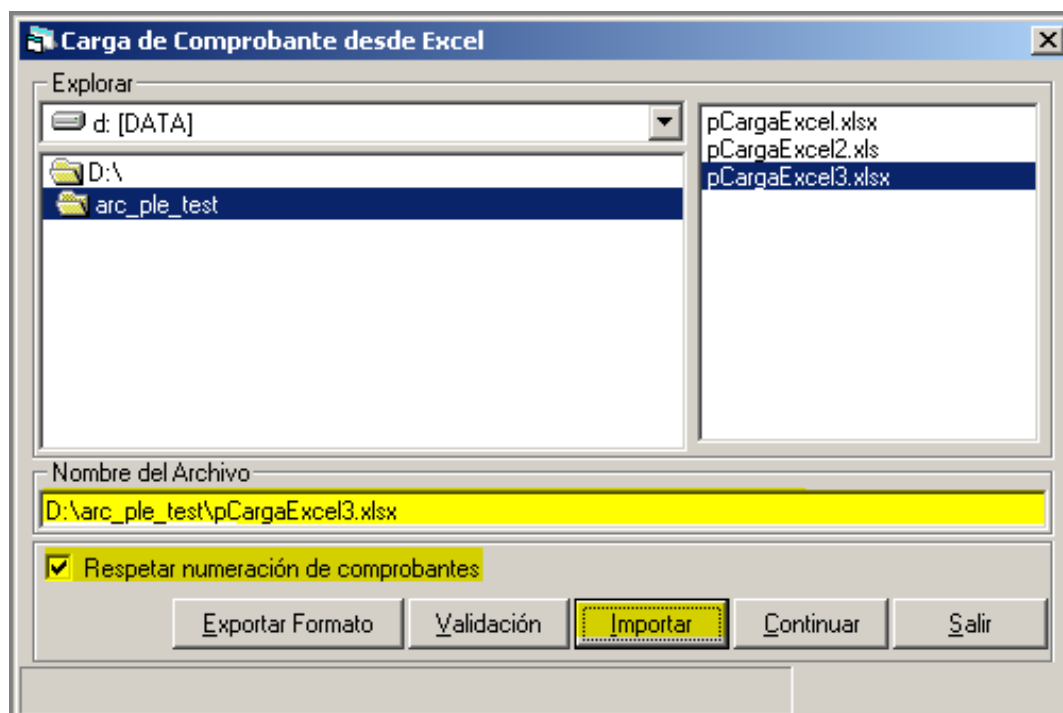 Carga de Comprobante desde Excel
Explorar
d: [DATA]
D:\
arc_ple_test
pCargaExcel.xlsx
pCargaExcel2.xls
pCargaExcel3.xlsx
Nombre del Archivo
D:\arc_ple_test\pCargaExcel3.xlsx
Respetar numeración de comprobantes
Exportar Formato Validación Importar Continuar Salir